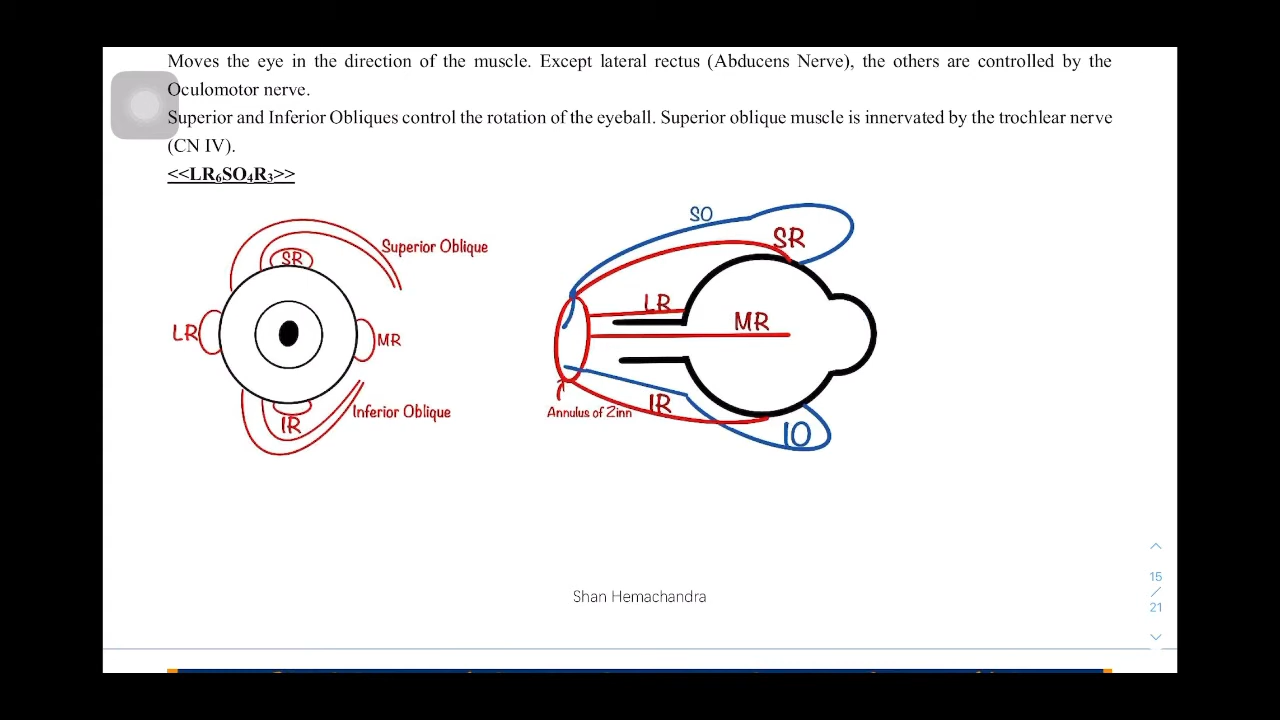 Moves the eye in the direction of the muscle. Except lateral rectus (Abducens Nerve), the others are controlled by the
Oculomotor nerve.
Superior and Inferior Obliques control the rotation of the eyeball. Superior oblique muscle is innervated by the trochlear nerve
(CN IV).
<<LR₆SO₄R₃>>
Superior Oblique
SR
LR
MR
IR
Inferior Oblique
SO
SR
LR
MR
IR
Annulus of Zinn
IO
Shan Hemachandra
15
/
21